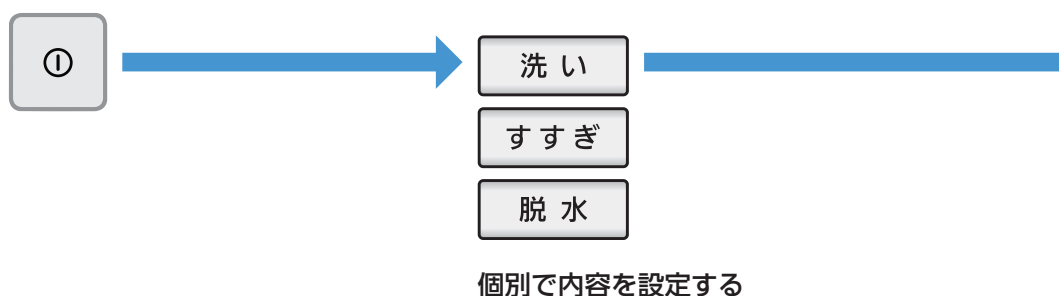 洗い
すすぎ
脱水
個別で内容を設定する